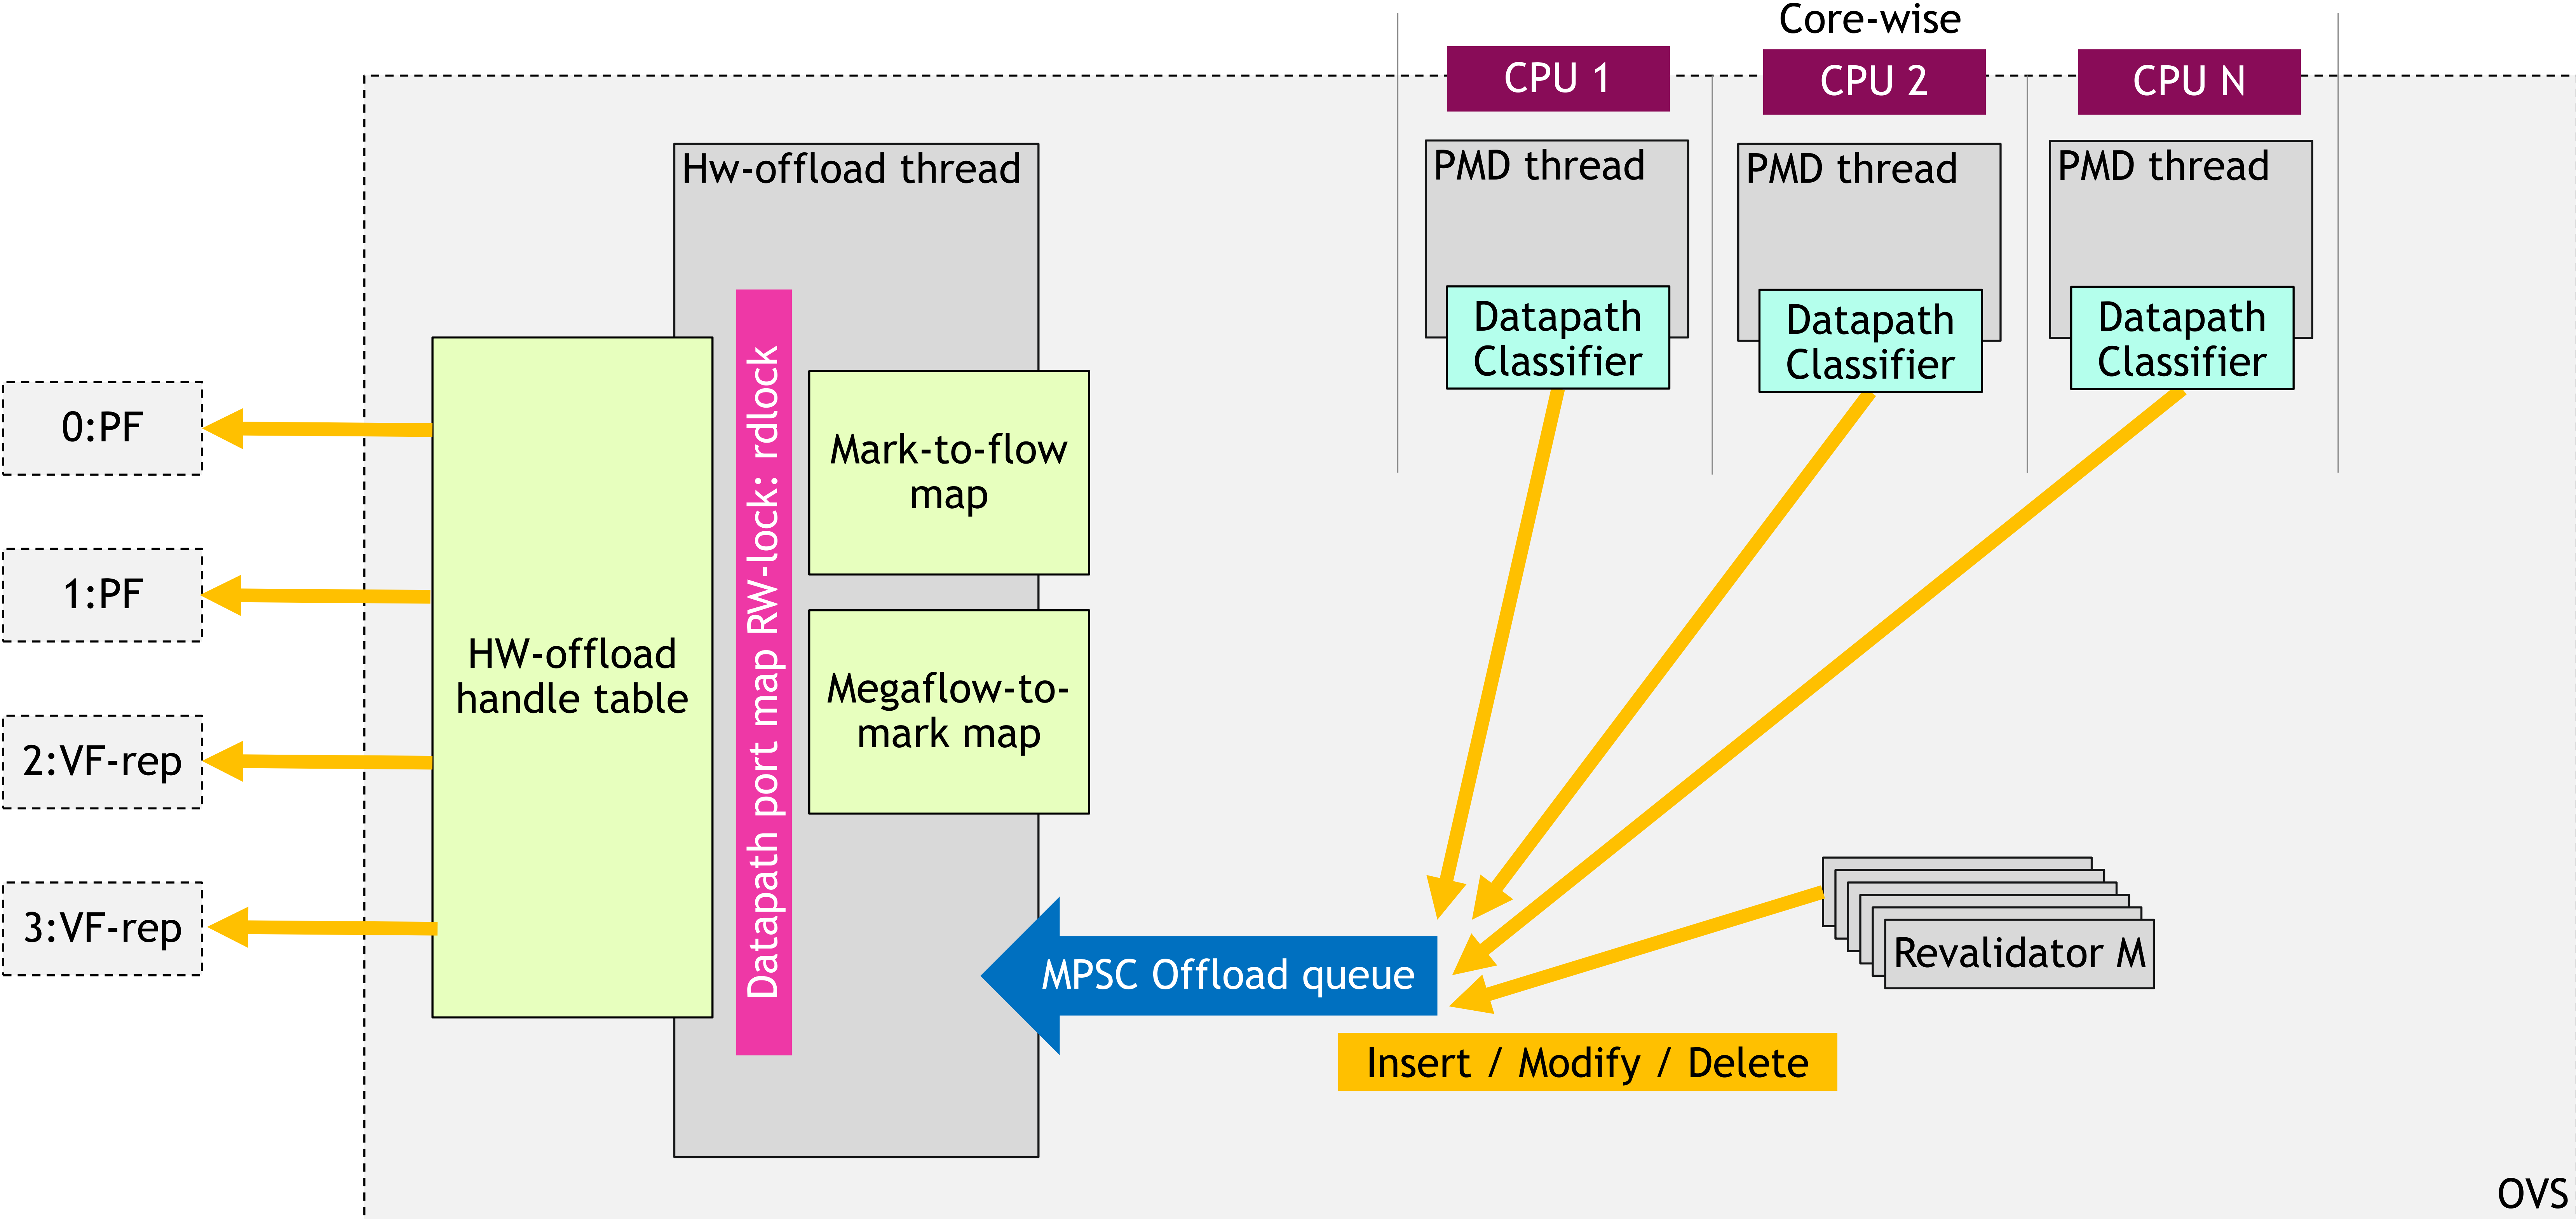 Core-wise
CPU 1
CPU 2
CPU N
Hw-offload thread
PMD thread
PMD thread
PMD thread
Datapath
Classifier
Datapath
Classifier
Datapath
Classifier
0:PF
1:PF
2:VF-rep
3:VF-rep
HW-offload
handle table
Datapath port map RW-lock: rdlock
Mark-to-flow
map
Megaflow-to-
mark map
MPSC Offload queue
Revalidator M
Insert / Modify / Delete
OVS